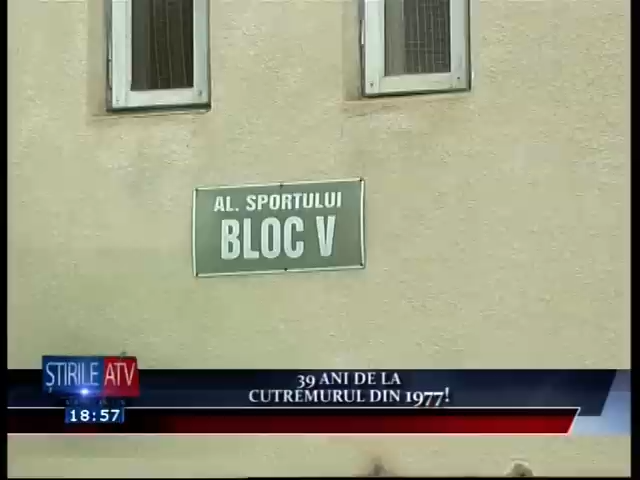 AL. SPORTULUI
BLOC V
ȘTIRILE ATV
39 ANI DE LA
CUTREMURUL DIN 1977!
18:57